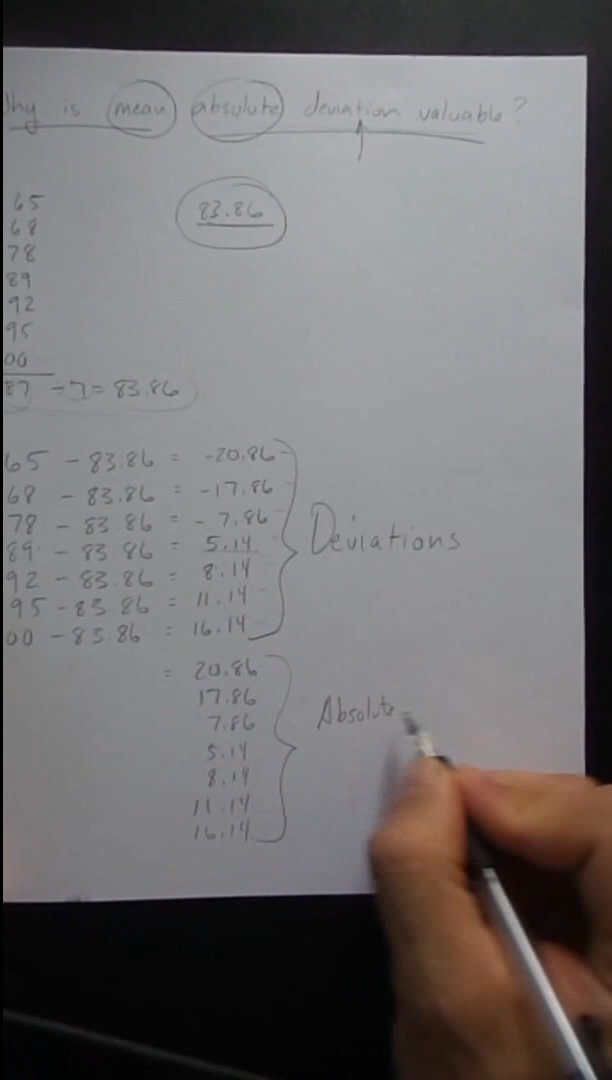 hy is mean absolute deviation valuable?
83.86
65
68
78
89
92
95
00
87 ÷ 7 = 83.86
65 - 83.86 = -20.86
68 - 83.86 = -17.86
78 - 83 86 = - 7.86
89 - 83.86 = 5.14
92 - 83.86 = 8.14
95 - 83.86 = 11.14
00 - 83.86 = 16.14
Deviations
= 20.86
17.86
7.86
5.14
8.14
11.14
16.14
Absolute